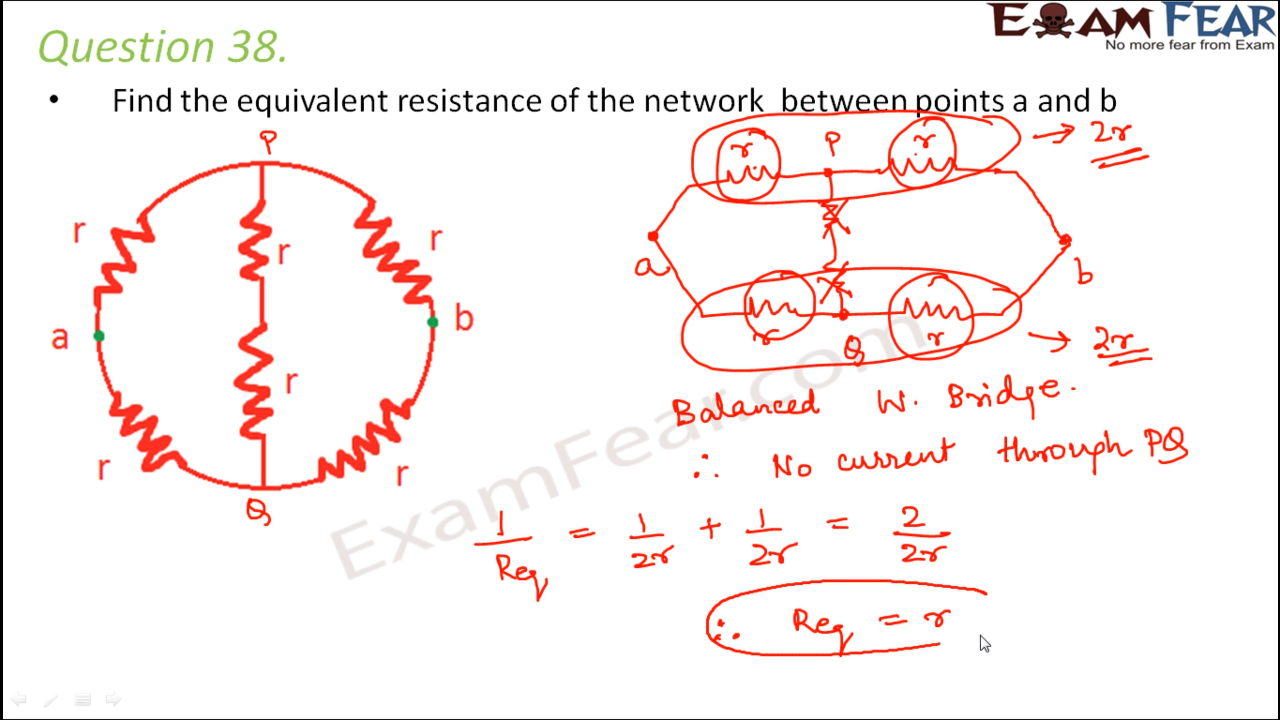 EXAM FEAR
No more fear from Exam
Question 38.
• Find the equivalent resistance of the network between points a and b
P
r
r
r
a
b
r
r
r
Q
r
P
r
→ 2r
a
b
r
Q
r
→ 2r
Balanced W. Bridge.
∴ No current through PQ
1/Req = 1/2r + 1/2r = 2/2r
∴ Req = r
ExamFear.com